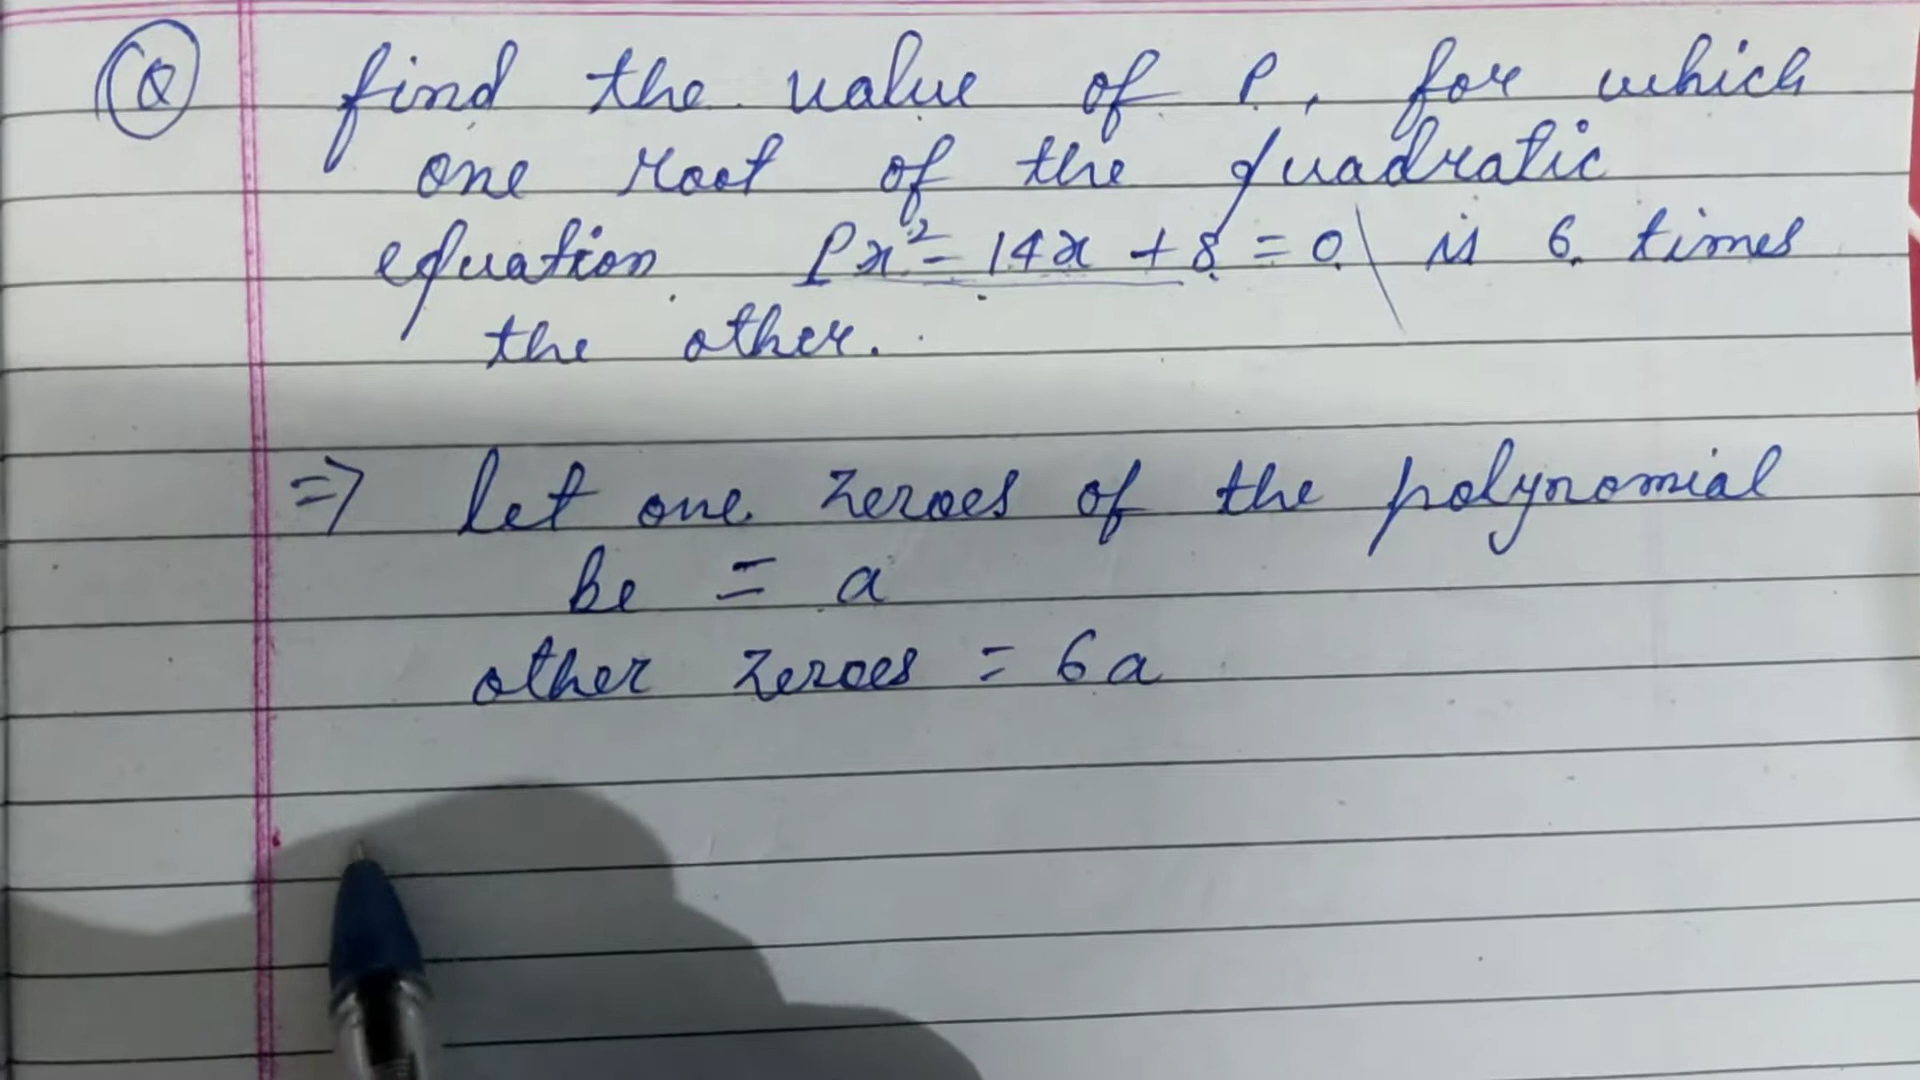 Q find the value of P, for which
one root of the quadratic
equation Px² - 14x + 8 = 0 is 6 times
the other.
=> let one zeroes of the polynomial
be = a
other zeroes = 6a